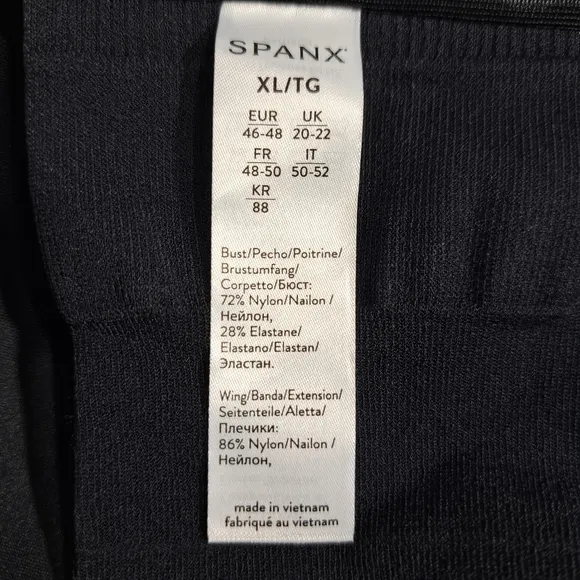 SPANX
XL/TG
EUR UK
46-48 20-22
FR IT
48-50 50-52
KR
88
Bust/Pecho/Poitrine/
Brustumfang/
Corpetto/Бюст:
72% Nylon/Nailon /
Нейлон,
28% Elastane/
Elastano/Elastan/
Эластан.
Wing/Banda/Extension/
Seitenteile/Aletta/
Плечики:
86% Nylon/Nailon /
Нейлон,
made in vietnam
fabriqué au vietnam